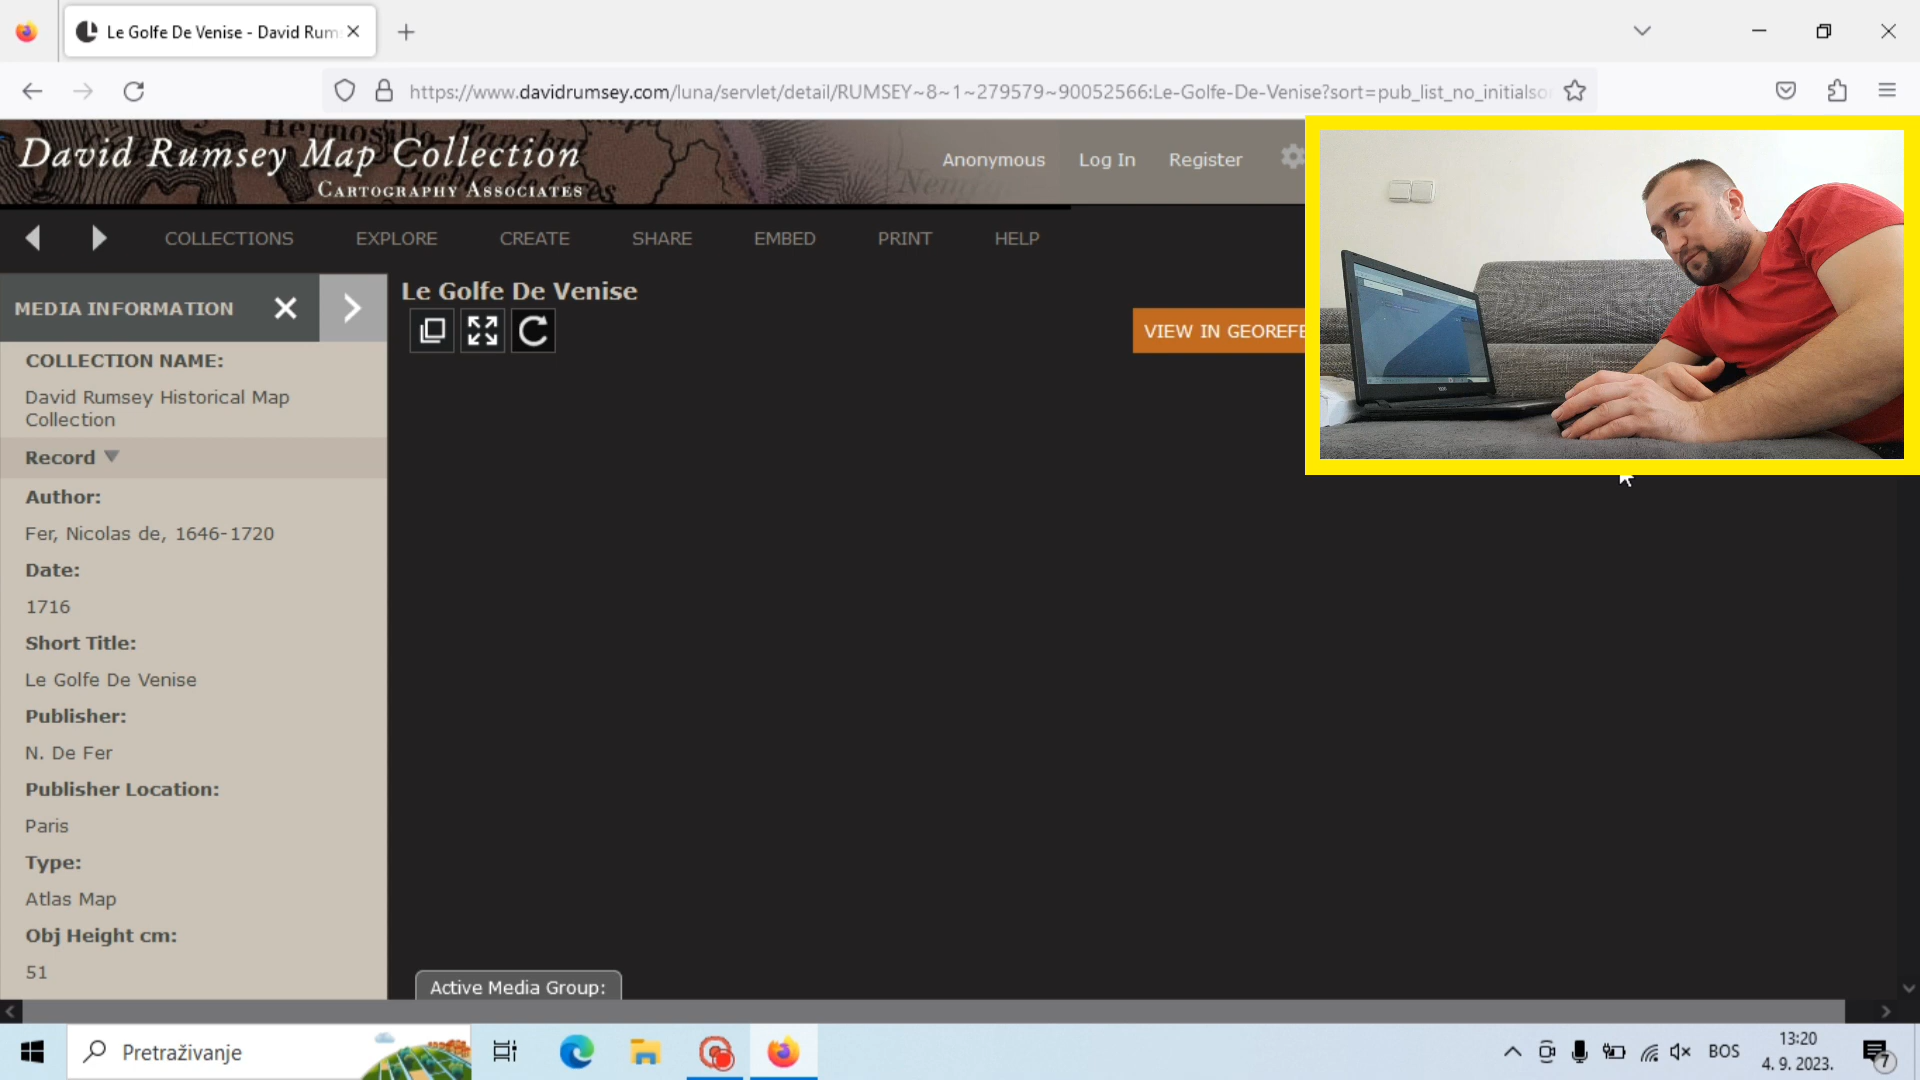 Le Golfe De Venise - David Rum
https://www.davidrumsey.com/luna/servlet/detail/RUMSEY~8~1~279579~90052566:Le-Golfe-De-Venise?sort=pub_list_no_initialso
David Rumsey Map Collection
CARTOGRAPHY ASSOCIATES
Anonymous Log In Register
COLLECTIONS EXPLORE CREATE SHARE EMBED PRINT HELP
MEDIA INFORMATION
Le Golfe De Venise
VIEW IN GEOREFE
COLLECTION NAME:
David Rumsey Historical Map
Collection
Record
Author:
Fer, Nicolas de, 1646-1720
Date:
1716
Short Title:
Le Golfe De Venise
Publisher:
N. De Fer
Publisher Location:
Paris
Type:
Atlas Map
Obj Height cm:
51
Active Media Group:
Pretraživanje
BOS
13:20
4. 9. 2023.
7